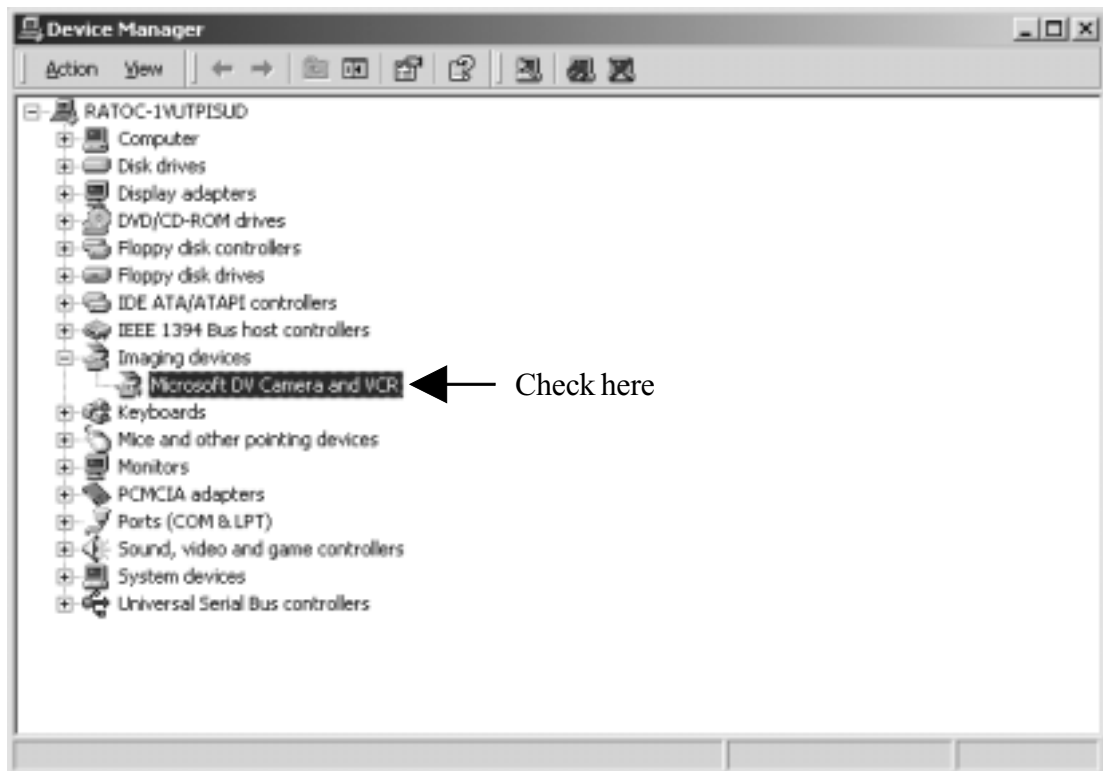 Device Manager
Action View
RATOC-1VUTPISUD
Computer
Disk drives
Display adapters
DVD/CD-ROM drives
Floppy disk controllers
Floppy disk drives
IDE ATA/ATAPI controllers
IEEE 1394 Bus host controllers
Imaging devices
Microsoft DV Camera and VCR
Check here
Keyboards
Mice and other pointing devices
Monitors
PCMCIA adapters
Ports (COM & LPT)
Sound, video and game controllers
System devices
Universal Serial Bus controllers